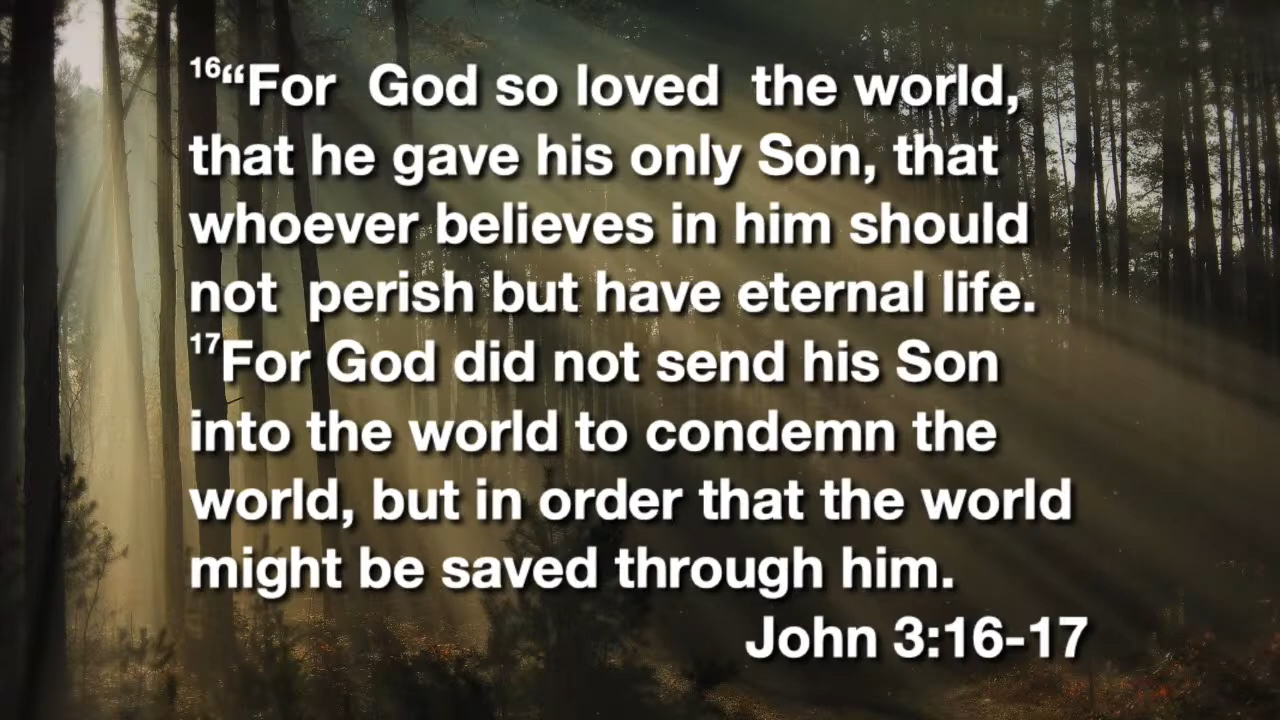 16“For God so loved the world,
that he gave his only Son, that
whoever believes in him should
not perish but have eternal life.
17For God did not send his Son
into the world to condemn the
world, but in order that the world
might be saved through him.
John 3:16-17